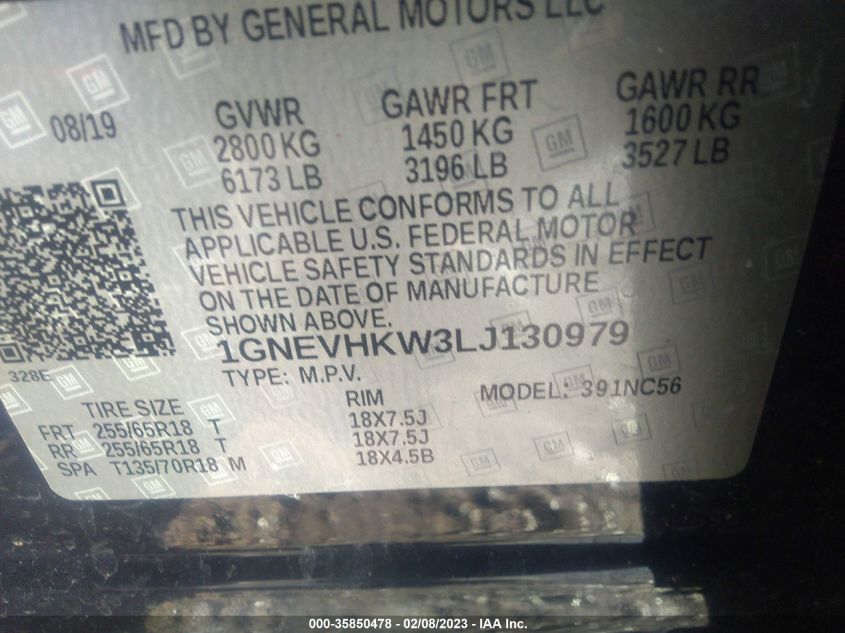 MFD BY GENERAL MOTORS LLC
08/19
GVWR GAWR FRT GAWR RR
2800 KG 1450 KG 1600 KG
6173 LB 3196 LB 3527 LB
THIS VEHICLE CONFORMS TO ALL
APPLICABLE U.S. FEDERAL MOTOR
VEHICLE SAFETY STANDARDS IN EFFECT
ON THE DATE OF MANUFACTURE
SHOWN ABOVE.
1GNEVHKW3LJ130979
328E
TYPE: M.P.V. MODEL: 391NC56
TIRE SIZE RIM
FRT 255/65R18 T 18X7.5J
RR 255/65R18 T 18X7.5J
SPA T135/70R18 M 18X4.5B
000-35850478 - 02/08/2023 - IAA Inc.